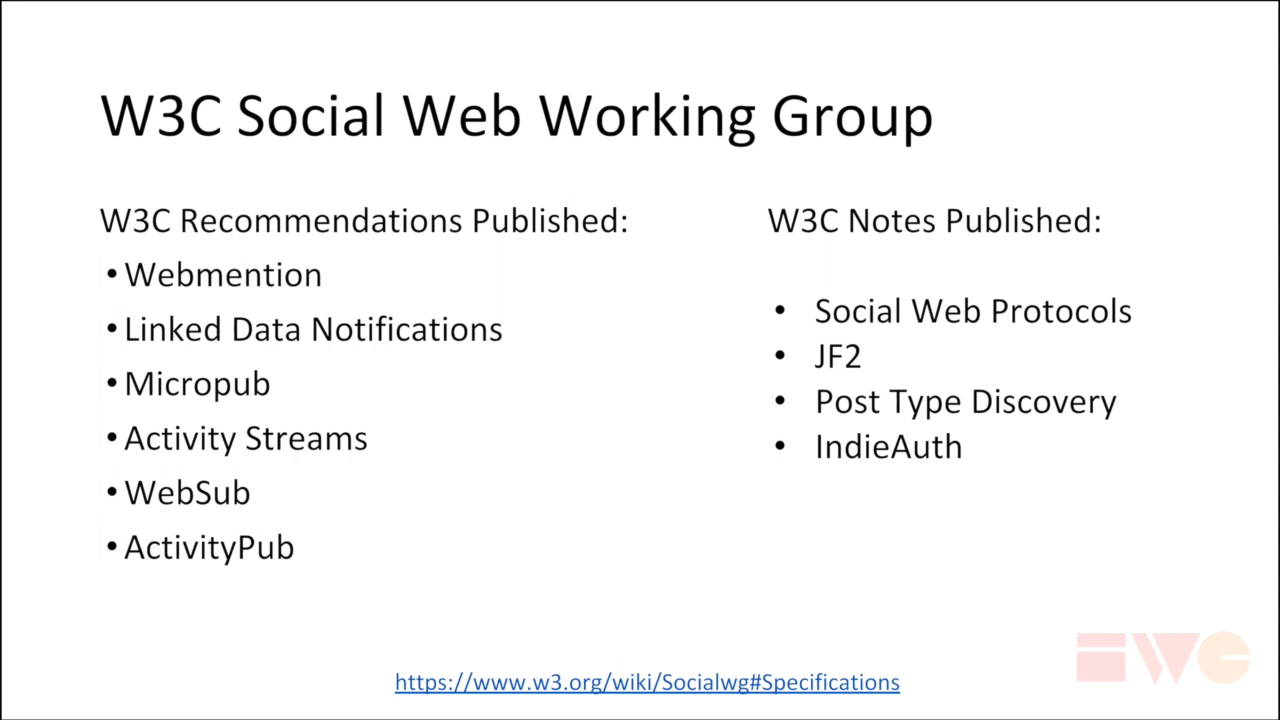 W3C Social Web Working Group
W3C Recommendations Published:
• Webmention
• Linked Data Notifications
• Micropub
• Activity Streams
• WebSub
• ActivityPub
W3C Notes Published:
• Social Web Protocols
• JF2
• Post Type Discovery
• IndieAuth
https://www.w3.org/wiki/Socialwg#Specifications
IWC